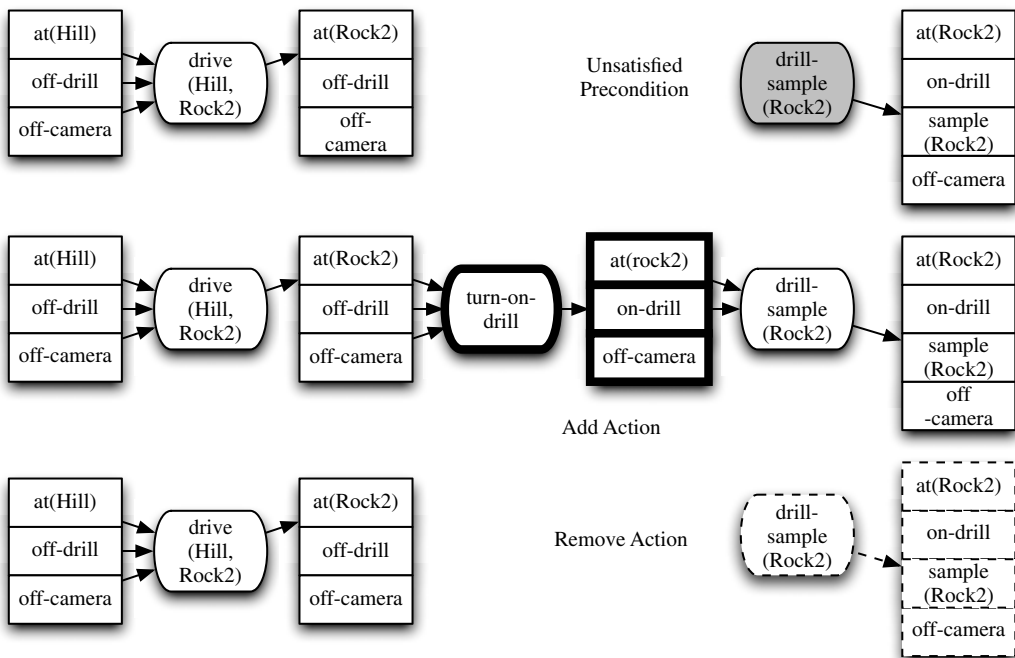 at(Hill)
off-drill
off-camera
drive
(Hill,
Rock2)
at(Rock2)
off-drill
off-
camera
Unsatisfied
Precondition
drill-
sample
(Rock2)
at(Rock2)
on-drill
sample
(Rock2)
off-camera
at(Hill)
off-drill
off-camera
drive
(Hill,
Rock2)
at(Rock2)
off-drill
off-camera
turn-on-
drill
at(rock2)
on-drill
off-camera
Add Action
drill-
sample
(Rock2)
at(Rock2)
on-drill
sample
(Rock2)
off
-camera
at(Hill)
off-drill
off-camera
drive
(Hill,
Rock2)
at(Rock2)
off-drill
off-camera
Remove Action
drill-
sample
(Rock2)
at(Rock2)
on-drill
sample
(Rock2)
off-camera